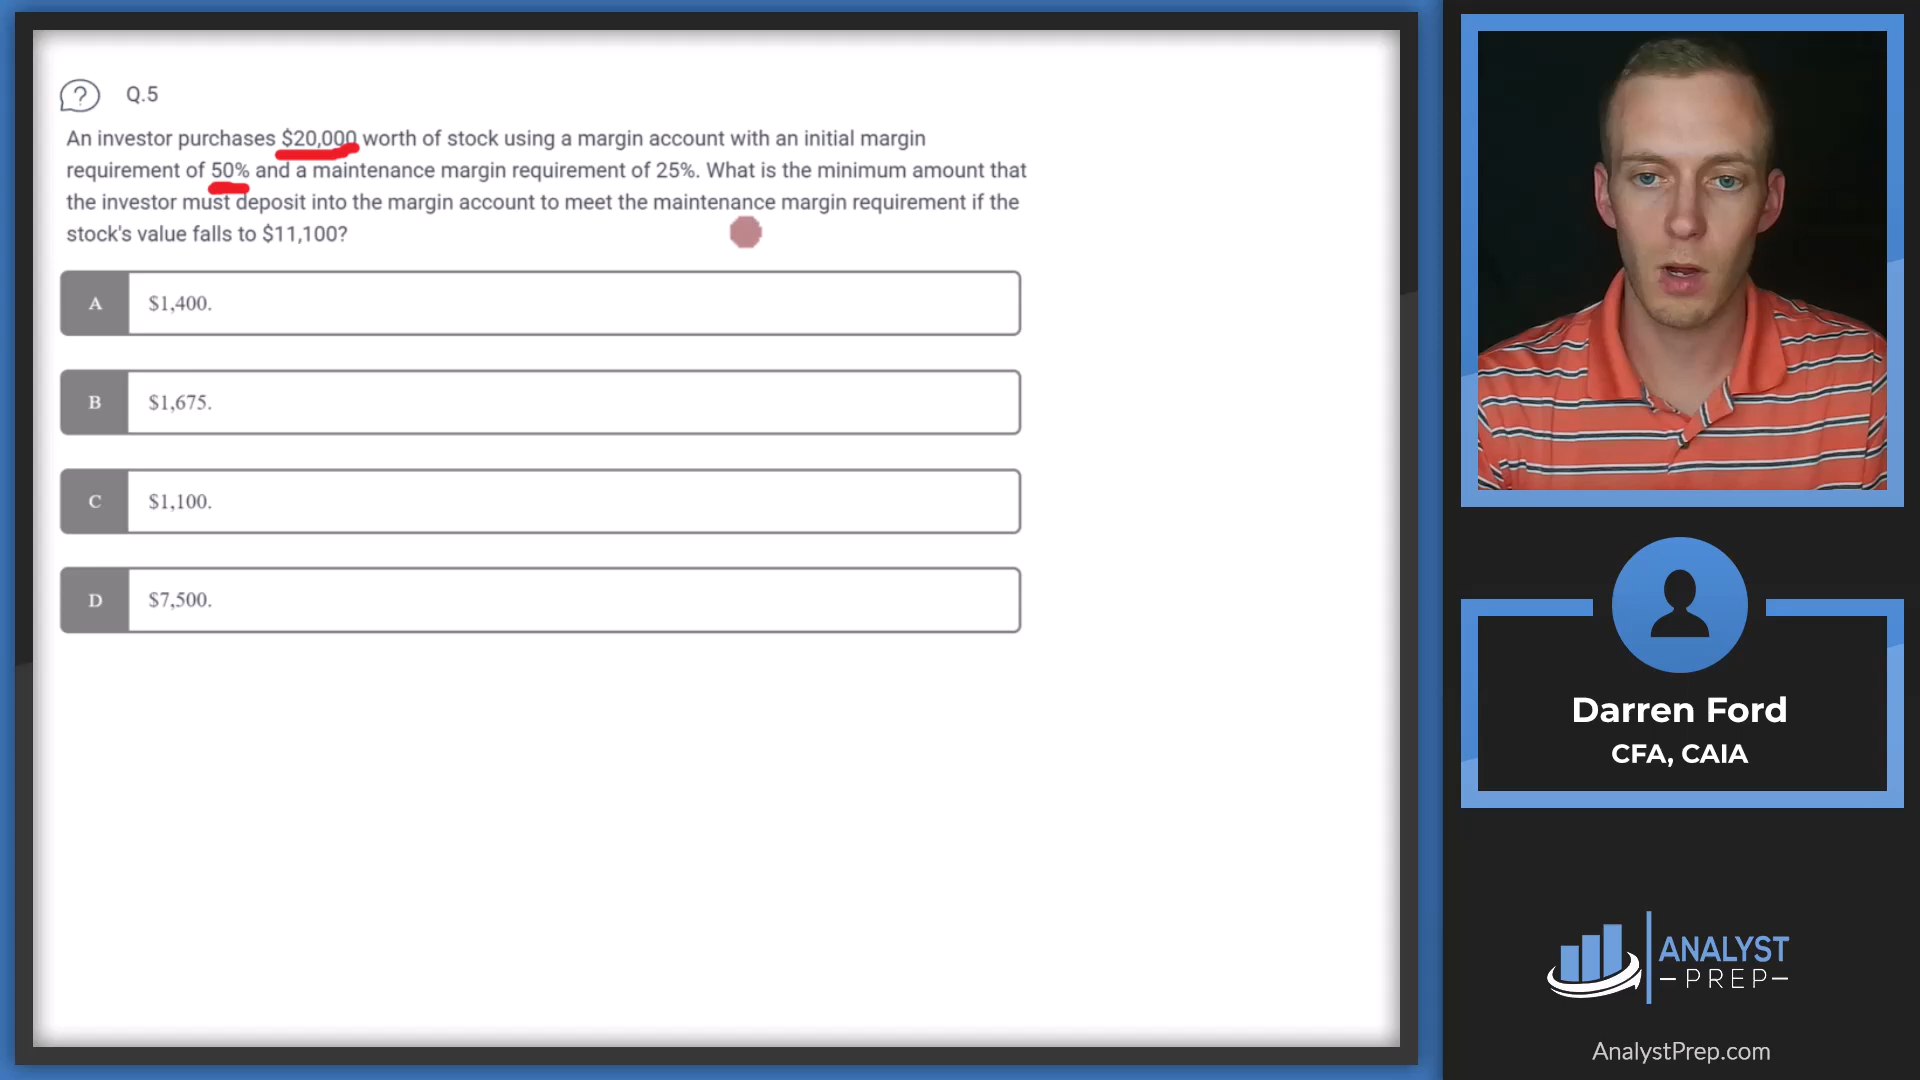 Q.5
An investor purchases $20,000 worth of stock using a margin account with an initial margin
requirement of 50% and a maintenance margin requirement of 25%. What is the minimum amount that
the investor must deposit into the margin account to meet the maintenance margin requirement if the
stock's value falls to $11,100?
A $1,400.
B $1,675.
C $1,100.
D $7,500.
Darren Ford
CFA, CAIA
ANALYST
PREP
AnalystPrep.com